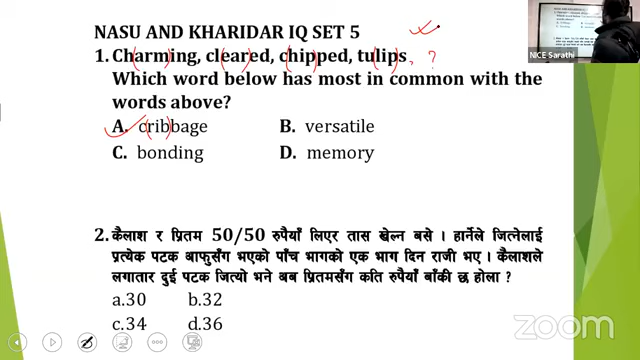 NASU AND KHARIDAR IQ SET 5
1. Charming, cleared, chipped, tulips, ?
Which word below has most in common with the
words above?
A. cribbage B. versatile
C. bonding D. memory
2. कैलाश र प्रितम 50/50 रुपैयाँ लिएर तास खेल्न बसे । हार्नेले जित्नेलाई
प्रत्येक पटक आफुसँग भएको पाँच भागको एक भाग दिन राजी भए । कैलाशले
लगातार दुई पटक जित्यो भने अब प्रितमसँग कति रुपैयाँ बाँकी छ होला ?
a.30 b.32
c.34 d.36
NICE Sarathi
zoom